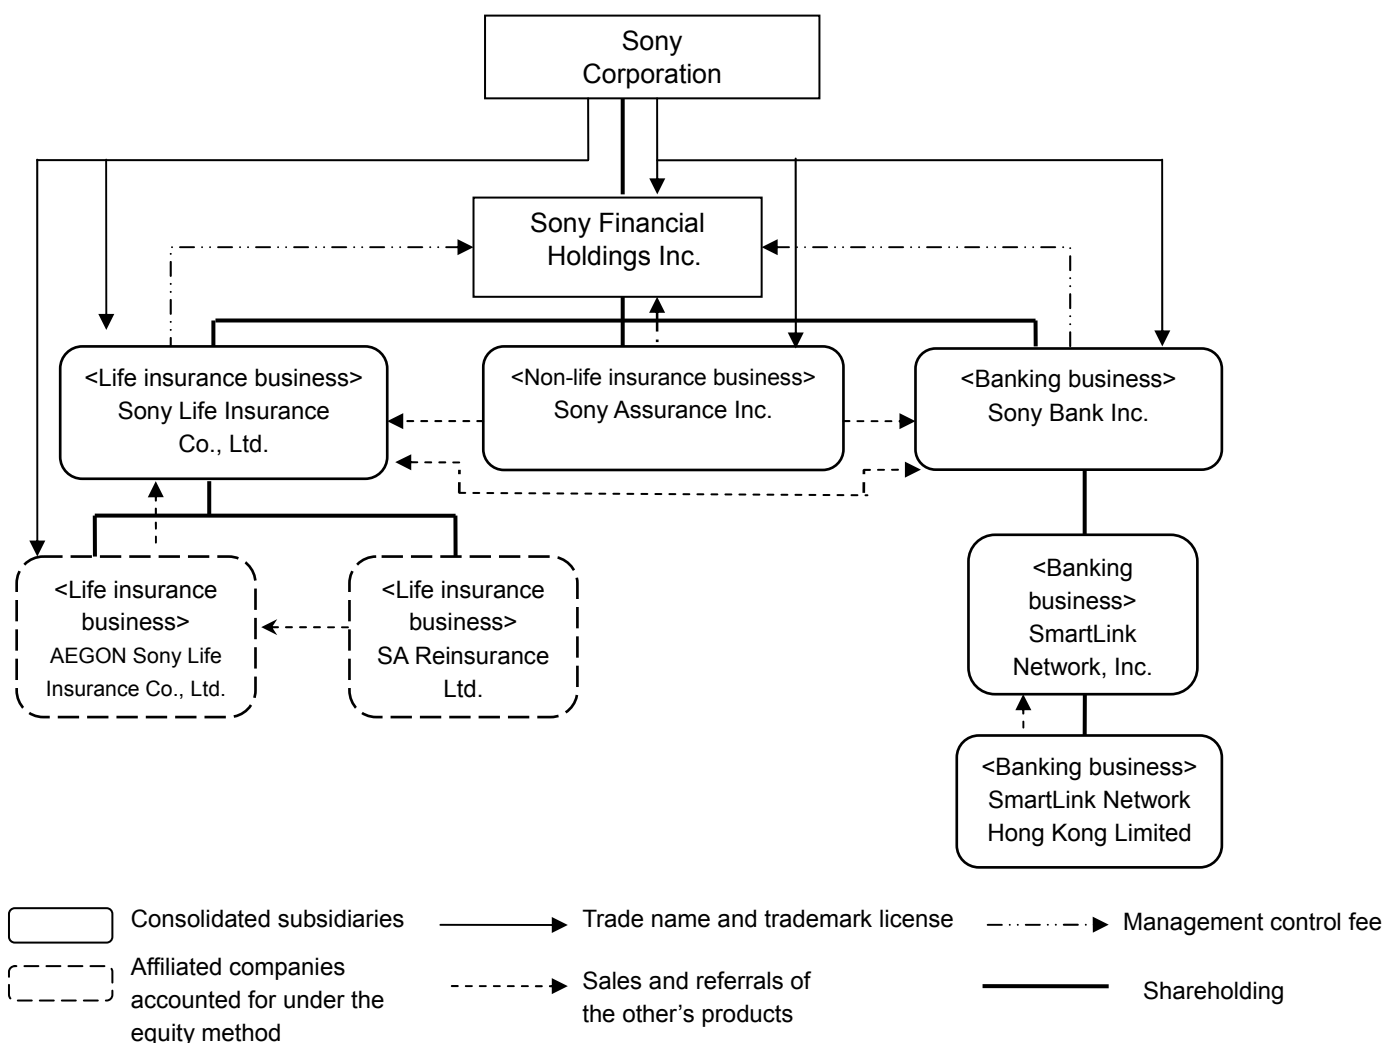 Sony
Corporation
Sony Financial
Holdings Inc.
<Life insurance business>
Sony Life Insurance
Co., Ltd.
<Non-life insurance business>
Sony Assurance Inc.
<Banking business>
Sony Bank Inc.
<Life insurance
business>
AEGON Sony Life
Insurance Co., Ltd.
<Life insurance
business>
SA Reinsurance
Ltd.
<Banking
business>
SmartLink
Network, Inc.
<Banking business>
SmartLink Network
Hong Kong Limited
Consolidated subsidiaries
Trade name and trademark license
Management control fee
Affiliated companies
accounted for under the
equity method
Sales and referrals of
the other’s products
Shareholding